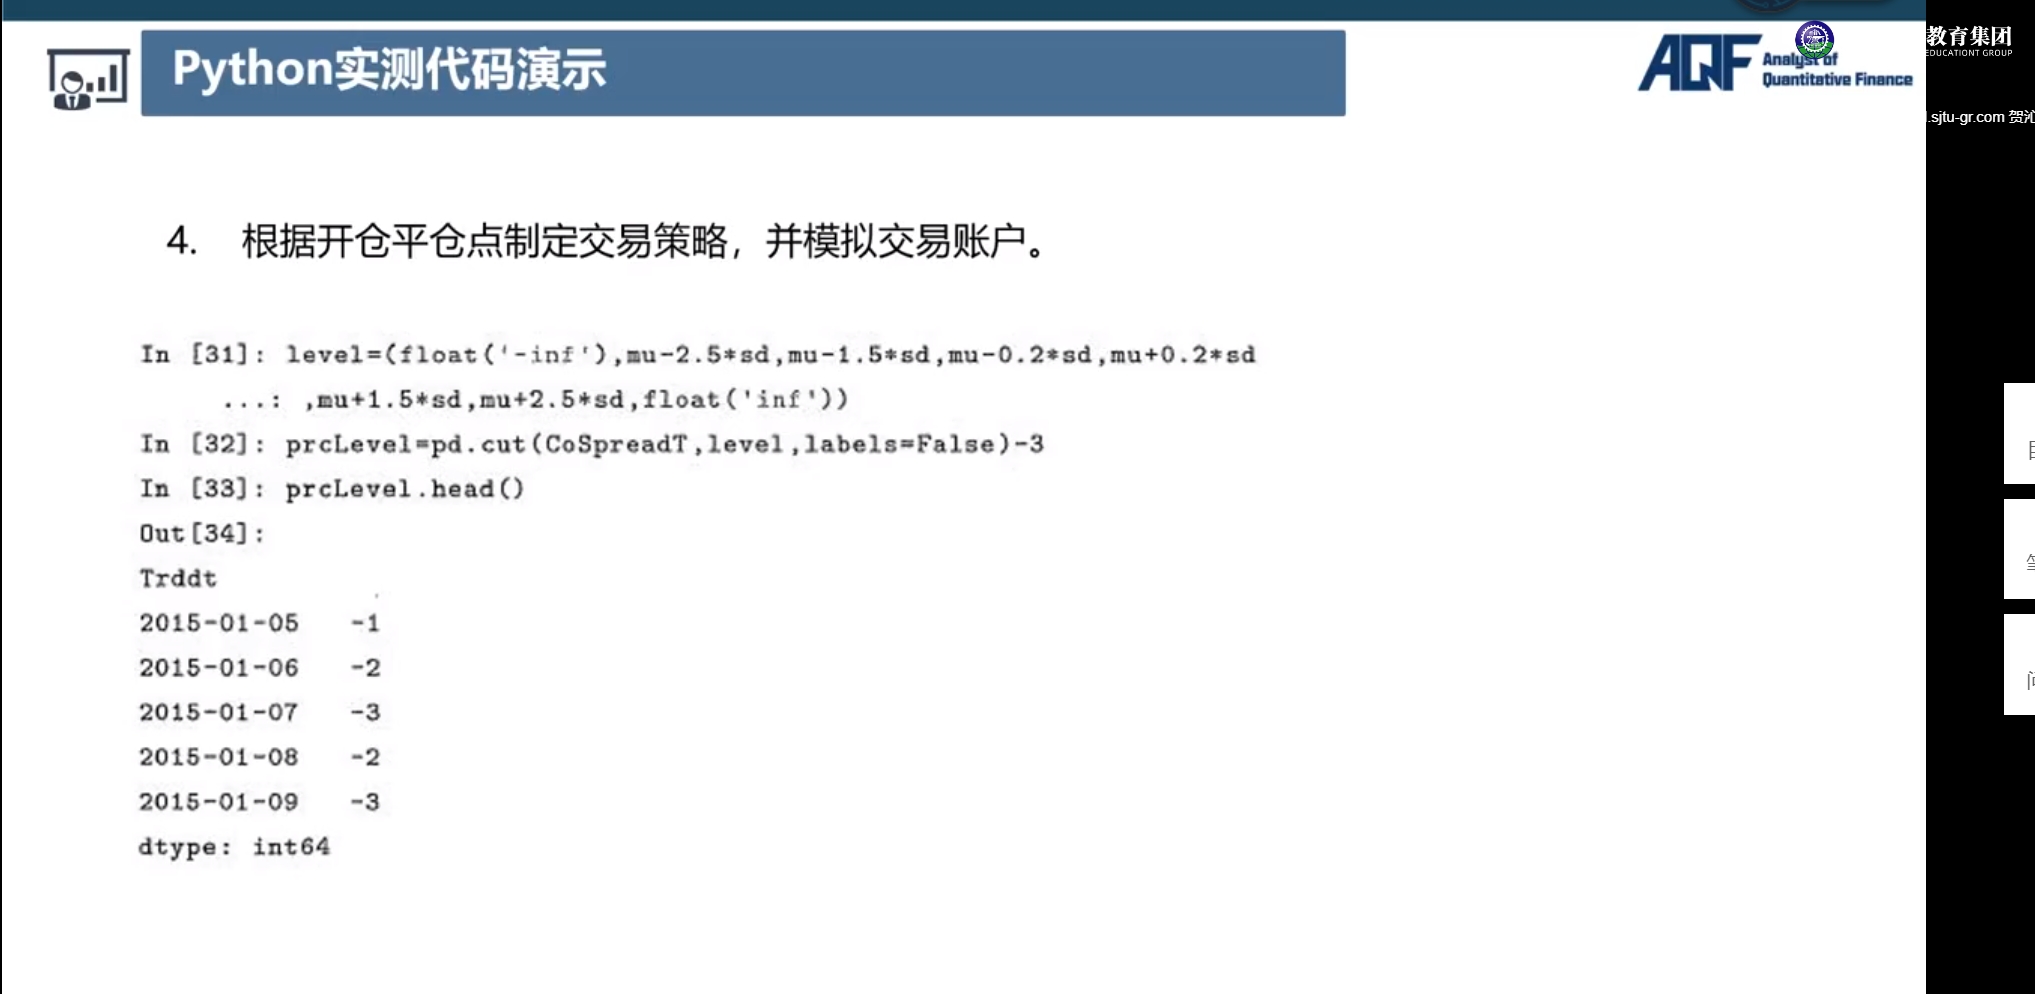 Python实测代码演示
AQF Analyst of
Quantitative Finance
教育集团
EDUCATIONT GROUP
.sjtu-gr.com 贺
4. 根据开仓平仓点制定交易策略，并模拟交易账户。
In [31]: level=(float('-inf'),mu-2.5*sd,mu-1.5*sd,mu-0.2*sd,mu+0.2*sd
...: ,mu+1.5*sd,mu+2.5*sd,float('inf'))
In [32]: prcLevel=pd.cut(CoSpreadT,level,labels=False)-3
In [33]: prcLevel.head()
Out[34]:
Trddt
2015-01-05 -1
2015-01-06 -2
2015-01-07 -3
2015-01-08 -2
2015-01-09 -3
dtype: int64